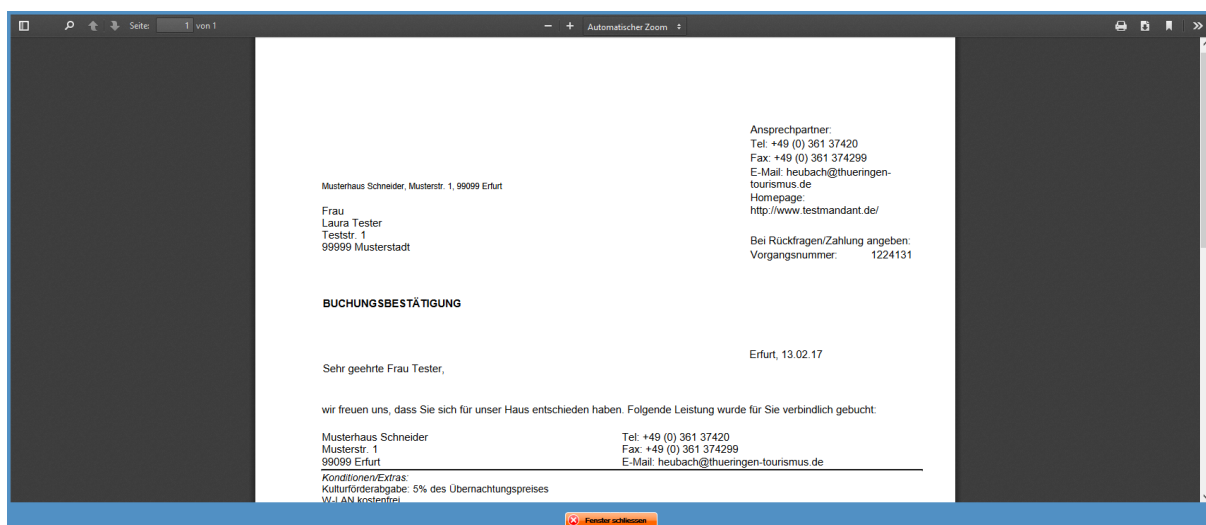 Seite: 1 von 1
Automatischer Zoom
Ansprechpartner:
Tel: +49 (0) 361 37420
Fax: +49 (0) 361 374299
E-Mail: heubach@thueringen-
tourismus.de
Homepage:
http://www.testmandant.de/
Musterhaus Schneider, Musterstr. 1, 99099 Erfurt
Frau
Laura Tester
Teststr. 1
99999 Musterstadt
Bei Rückfragen/Zahlung angeben:
Vorgangsnummer: 1224131
BUCHUNGSBESTÄTIGUNG
Erfurt, 13.02.17
Sehr geehrte Frau Tester,
wir freuen uns, dass Sie sich für unser Haus entschieden haben. Folgende Leistung wurde für Sie verbindlich gebucht:
Musterhaus Schneider Tel: +49 (0) 361 37420
Musterstr. 1 Fax: +49 (0) 361 374299
99099 Erfurt E-Mail: heubach@thueringen-tourismus.de
Konditionen/Extras:
Kulturförderabgabe: 5% des Übernachtungspreises
W-LAN kostenfrei
Fenster schliessen